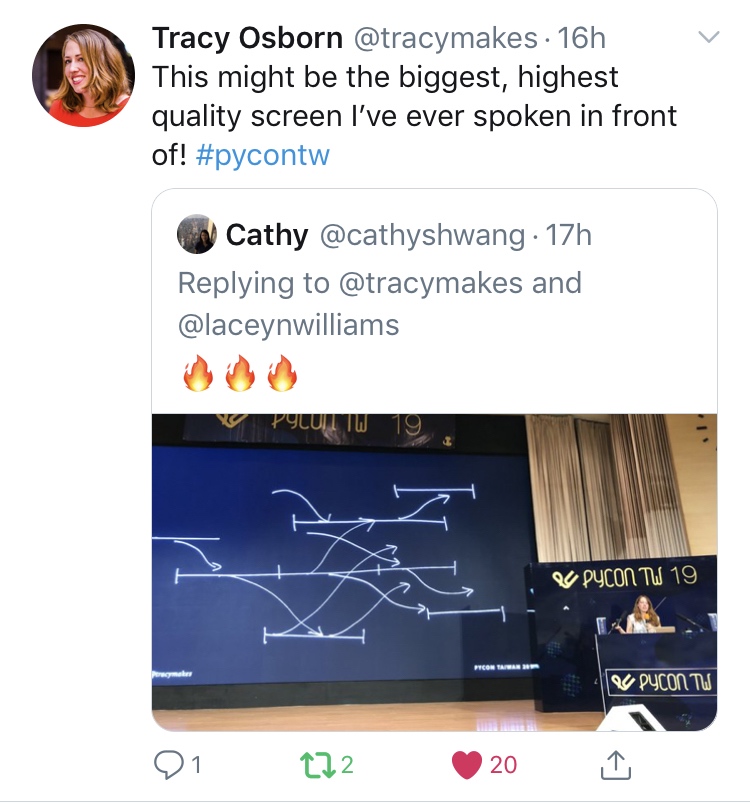 Tracy Osborn @tracymakes · 16h
This might be the biggest, highest
quality screen I've ever spoken in front
of! #pycontw
Cathy @cathyshwang · 17h
Replying to @tracymakes and
@laceynwilliams
🔥🔥🔥
PYCON TW 19
PYCON TW 19
@tracymakes
PYCON TAIWAN
PYCON TW
1
2
20